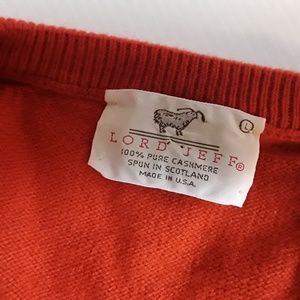 L
LORD JEFF®
100% PURE CASHMERE
SPUN IN SCOTLAND
MADE IN U.S.A.